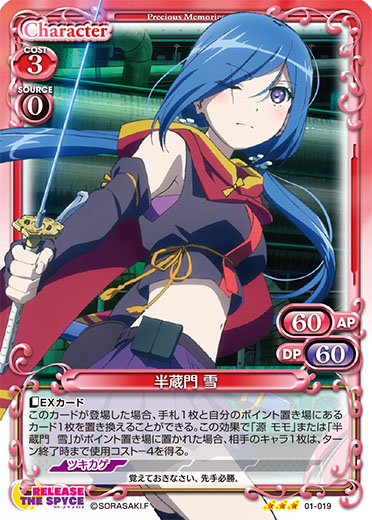 Precious Memories
Character
COST
3
SOURCE
0
60 AP
DP 60
半蔵門 雪
EXカード
このカードが登場した場合、手札1枚と自分のポイント置き場にある
カード1枚を置き換えることができる。この効果で「源 モモ」または「半
蔵門 雪」がポイント置き場に置かれた場合、相手のキャラ1枚は、ター
ン終了時まで使用コスト-4を得る。
ツキカゲ
覚えておきなさい、先手必勝。
RELEASE
THE SPYCE
©SORASAKI.F
01-019